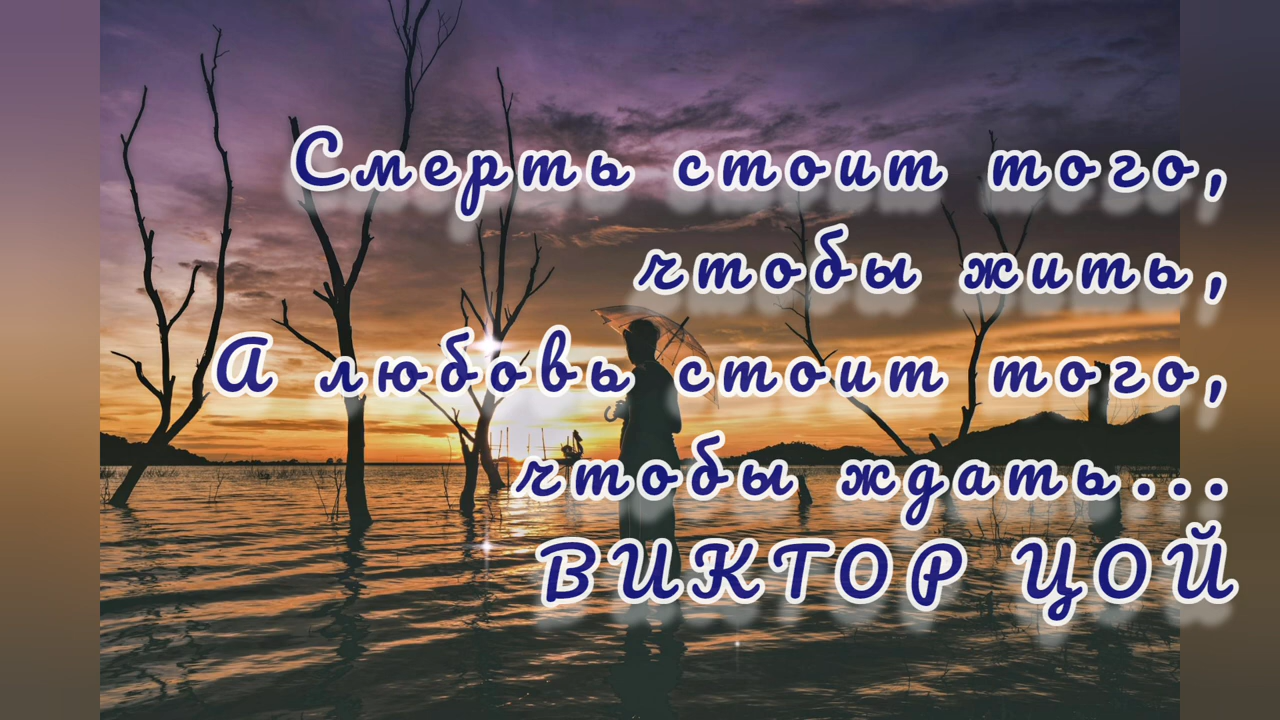 Смерть стоит того,
чтобы жить,
А любовь стоит того,
чтобы ждать...
ВИКТОР ЦОЙ